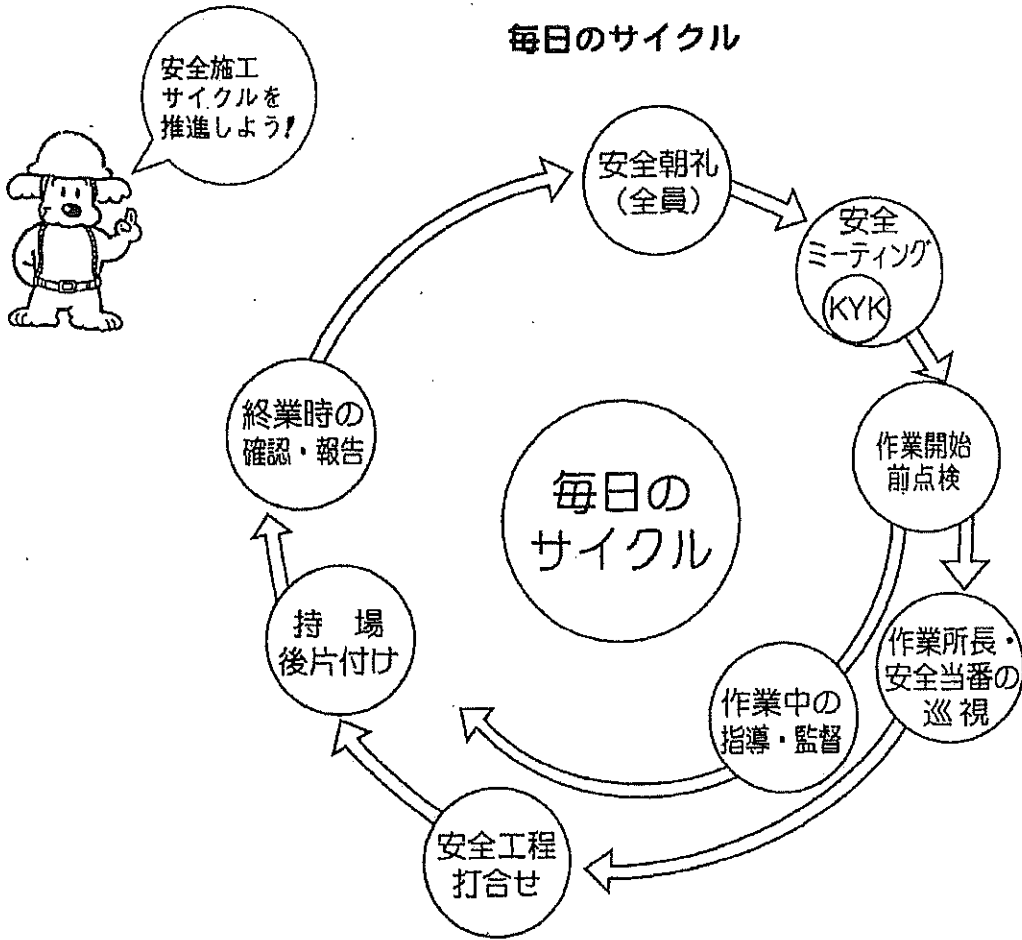 毎日のサイクル
安全施工
サイクルを
推進しよう!
安全朝礼
(全員)
安全
ミーティング
KYK
作業開始
前点検
作業所長・
安全当番の
巡視
作業中の
指導・監督
安全工程
打合せ
持場
後片付け
終業時の
確認・報告
毎日の
サイクル